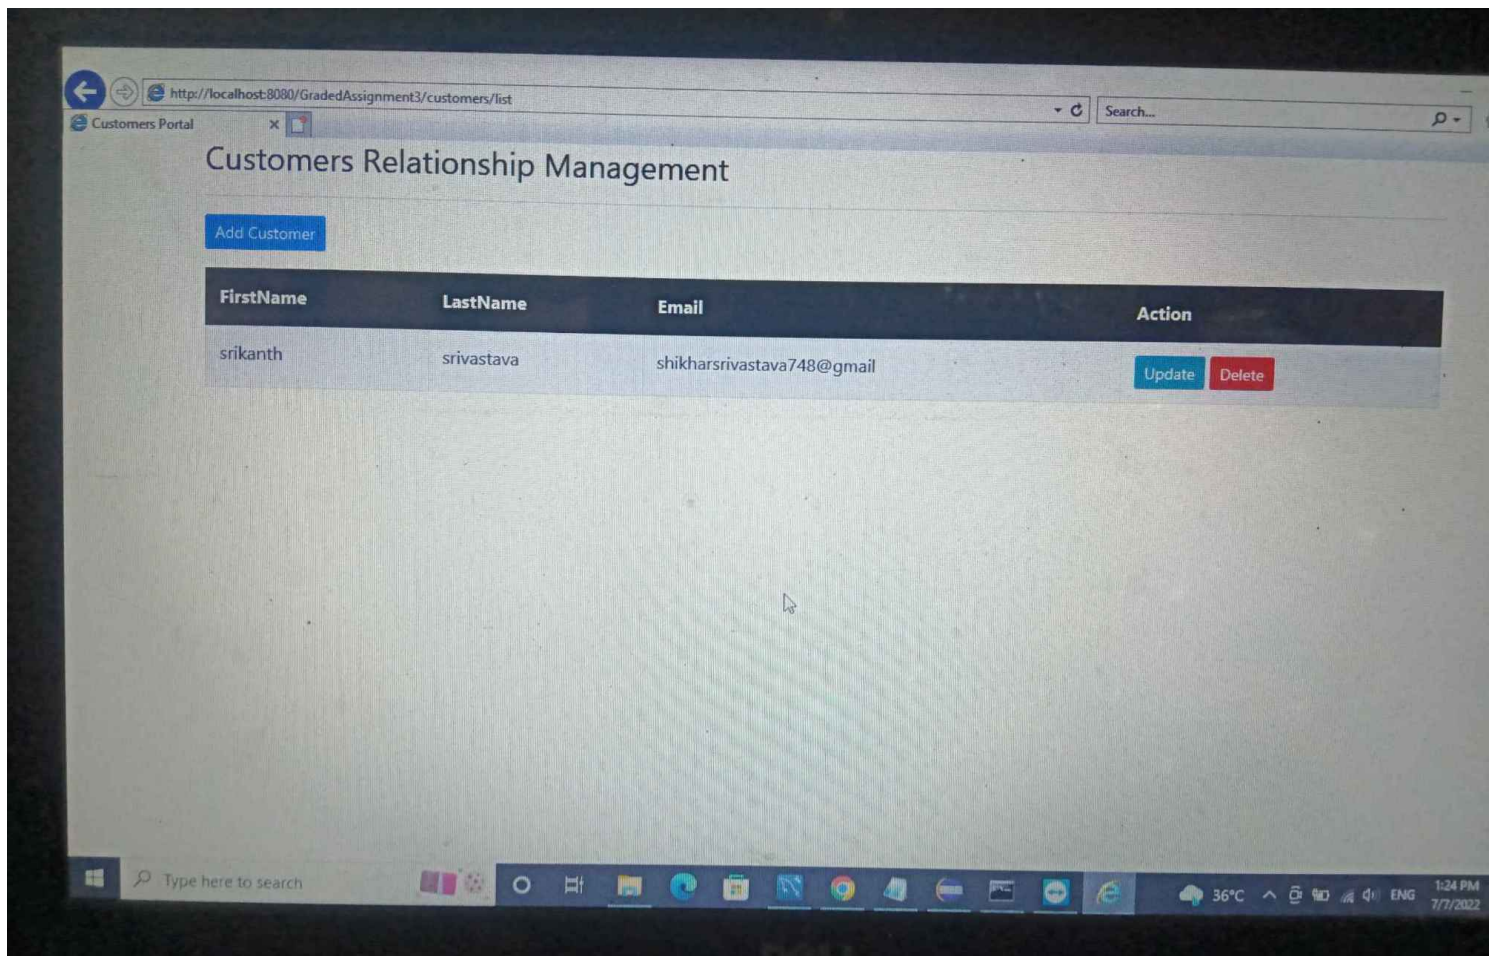 http://localhost:8080/GradedAssignment3/customers/list
Search...
Customers Portal
Customers Relationship Management
Add Customer
FirstName LastName Email Action
srikanth srivastava shikharsrivastava748@gmail Update Delete
Type here to search
36°C ENG 1:24 PM
7/7/2022